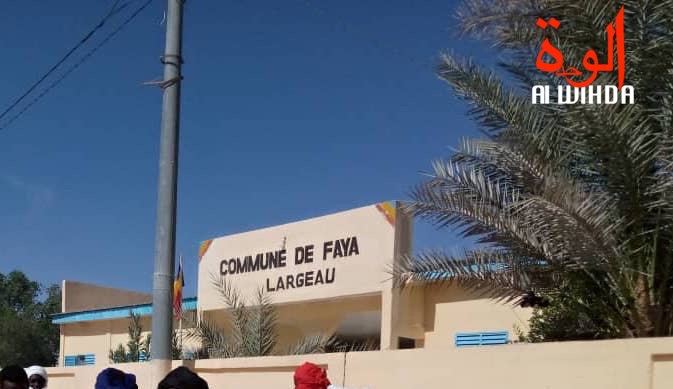 الوحدة
Al WIHDA
COMMUNE DE FAYA
LARGEAU